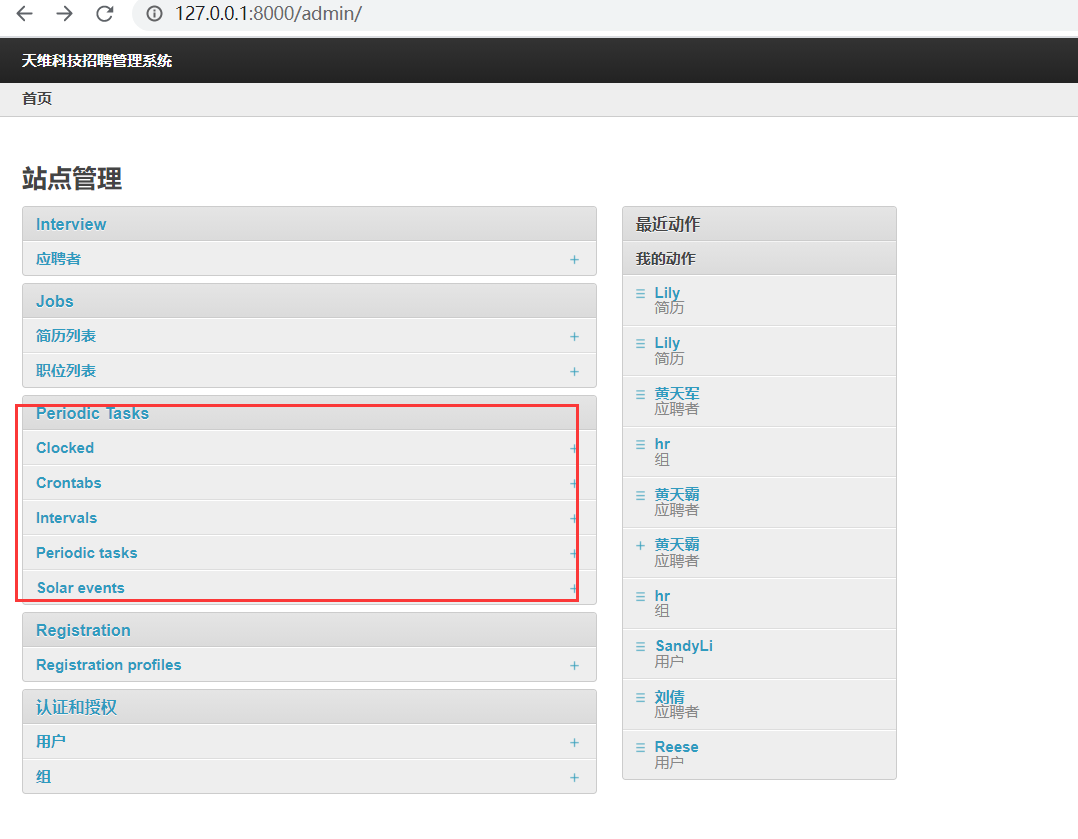 127.0.0.1:8000/admin/
天维科技招聘管理系统
首页
站点管理
Interview
应聘者 +
Jobs
简历列表 +
职位列表 +
Periodic Tasks
Clocked +
Crontabs +
Intervals +
Periodic tasks +
Solar events +
Registration
Registration profiles +
认证和授权
用户 +
组 +
最近动作
我的动作
Lily
简历
Lily
简历
黄天军
应聘者
hr
组
黄天霸
应聘者
+ 黄天霸
应聘者
hr
组
SandyLi
用户
刘倩
应聘者
Reese
用户